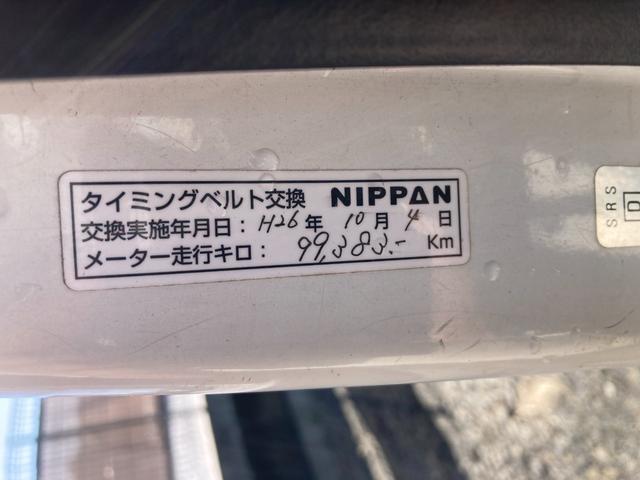 タイミングベルト交換 NIPPAN
交換実施年月日：H26年 10月 4日
メーター走行キロ： 99,383.- Km
SRS